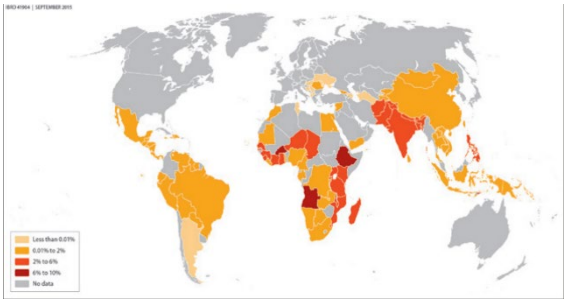 IBRD 41904 | SEPTEMBER 2015
Less than 0.01%
0.01% to 2%
2% to 6%
6% to 10%
No data